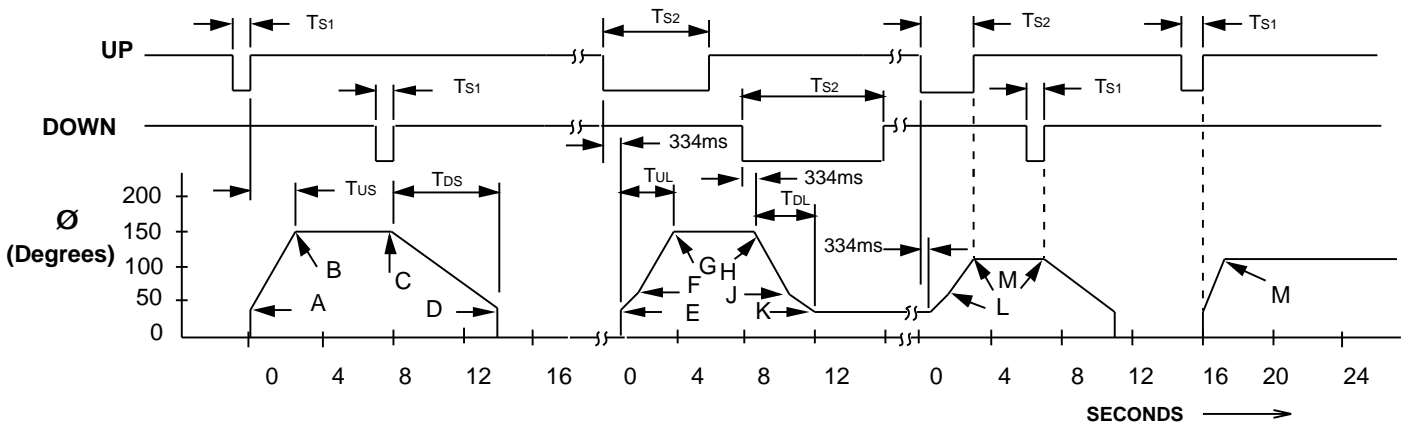 TS1 TS2 TS2 TS1
UP
TS1 TS2 TS1
DOWN
334ms
334ms
TUS TDS TUL TDL
334ms
Ø
(Degrees)
200
150
100
50
0
A B C D
E F G H J K
L M M
0 4 8 12 16 0 4 8 12 0 4 8 12 16 20 24
SECONDS